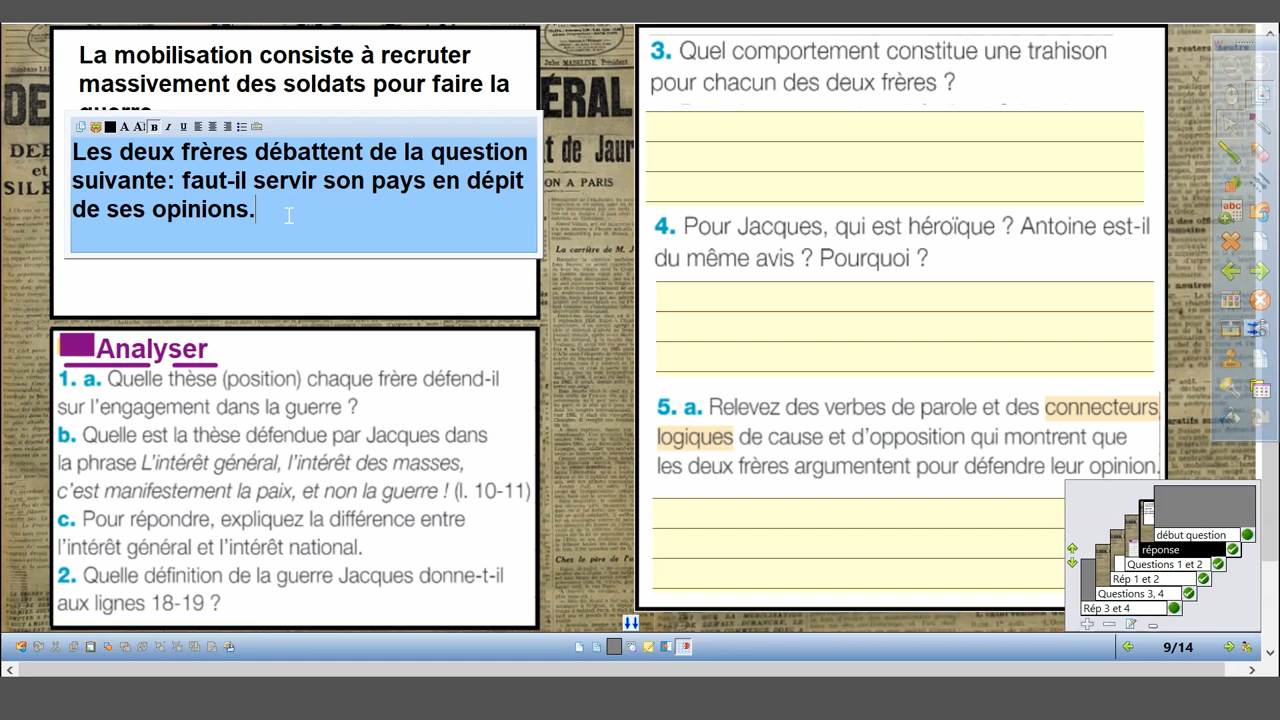 La mobilisation consiste à recruter
massivement des soldats pour faire la
Les deux frères débattent de la question
suivante: faut-il servir son pays en dépit
de ses opinions.
Analyser
1. a. Quelle thèse (position) chaque frère défend-il
sur l'engagement dans la guerre ?
b. Quelle est la thèse défendue par Jacques dans
la phrase L'intérêt général, l'intérêt des masses,
c'est manifestement la paix, et non la guerre ! (l. 10-11)
c. Pour répondre, expliquez la différence entre
l'intérêt général et l'intérêt national.
2. Quelle définition de la guerre Jacques donne-t-il
aux lignes 18-19 ?
3. Quel comportement constitue une trahison
pour chacun des deux frères ?
4. Pour Jacques, qui est héroïque ? Antoine est-il
du même avis ? Pourquoi ?
5. a. Relevez des verbes de parole et des connecteurs
logiques de cause et d'opposition qui montrent que
les deux frères argumentent pour défendre leur opinion.
début question
réponse
Questions 1 et 2
Rép 1 et 2
Questions 3, 4
Rép 3 et 4
9/14